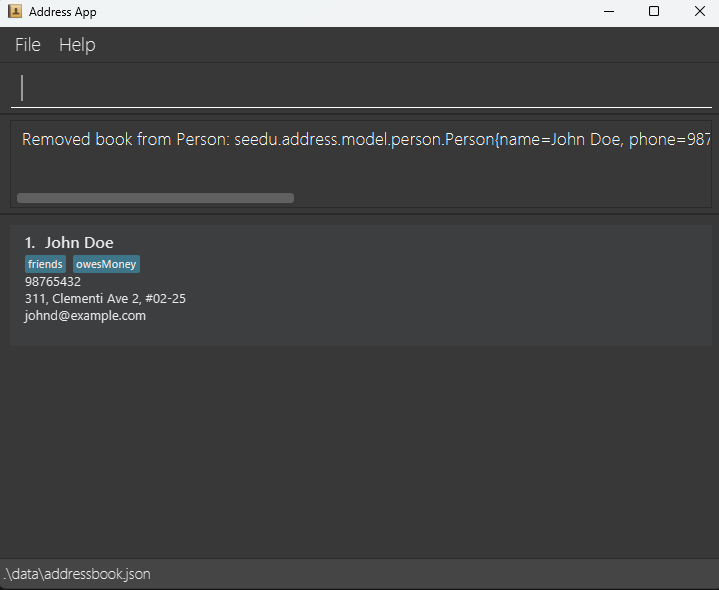 Address App
File Help
Removed book from Person: seedu.address.model.person.Person{name=John Doe, phone=987
1. John Doe
friends owesMoney
98765432
311, Clementi Ave 2, #02-25
johnd@example.com
.\data\addressbook.json